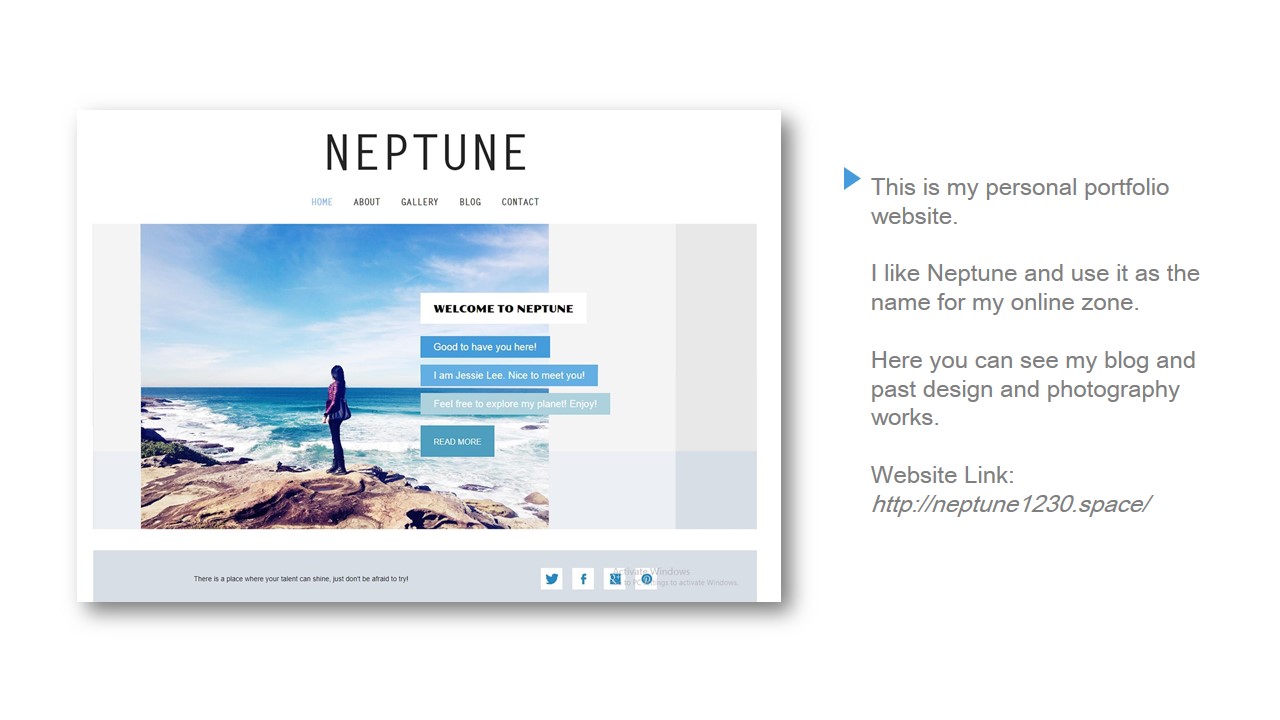 NEPTUNE
HOME ABOUT GALLERY BLOG CONTACT
WELCOME TO NEPTUNE
Good to have you here!
I am Jessie Lee. Nice to meet you!
Feel free to explore my planet! Enjoy!
READ MORE
There is a place where your talent can shine, just don't be afraid to try!
Activate Windows
to activate Windows.
This is my personal portfolio
website.
I like Neptune and use it as the
name for my online zone.
Here you can see my blog and
past design and photography
works.
Website Link:
http://neptune1230.space/